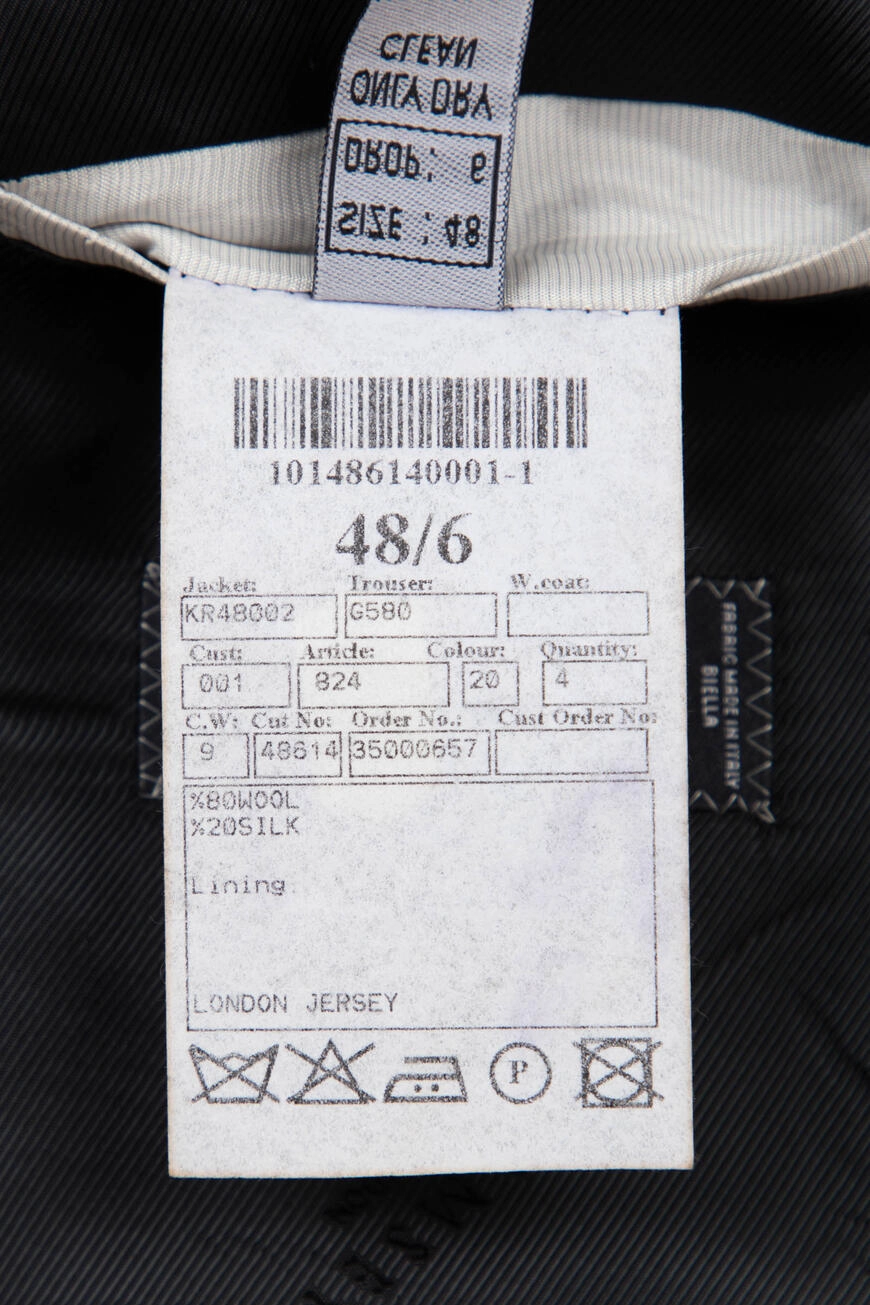 CLEAN
ONLY DRY
DROP: 6
SIZE : 48
101486140001-1
48/6
Jacket: Trouser: W.coat:
KR48002 G580
Cust: Article: Colour: Quantity:
001 824 20 4
C.W: Cut No: Order No.: Cust Order No:
9 48614 35000657
%80WOOL
%20SILK
Lining:
LONDON JERSEY
P
FABRIC MADE IN ITALY
BIELLA